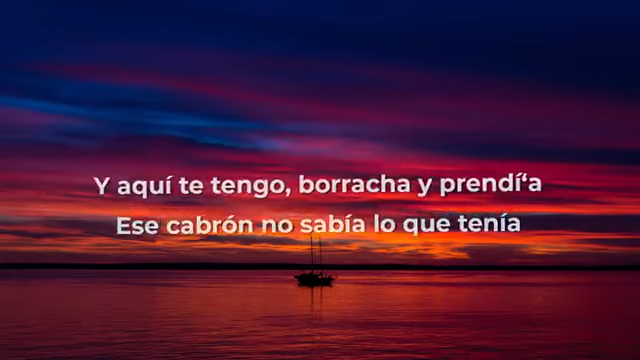 Y aquí te tengo, borracha y prendí‘a
Ese cabrón no sabía lo que tenía